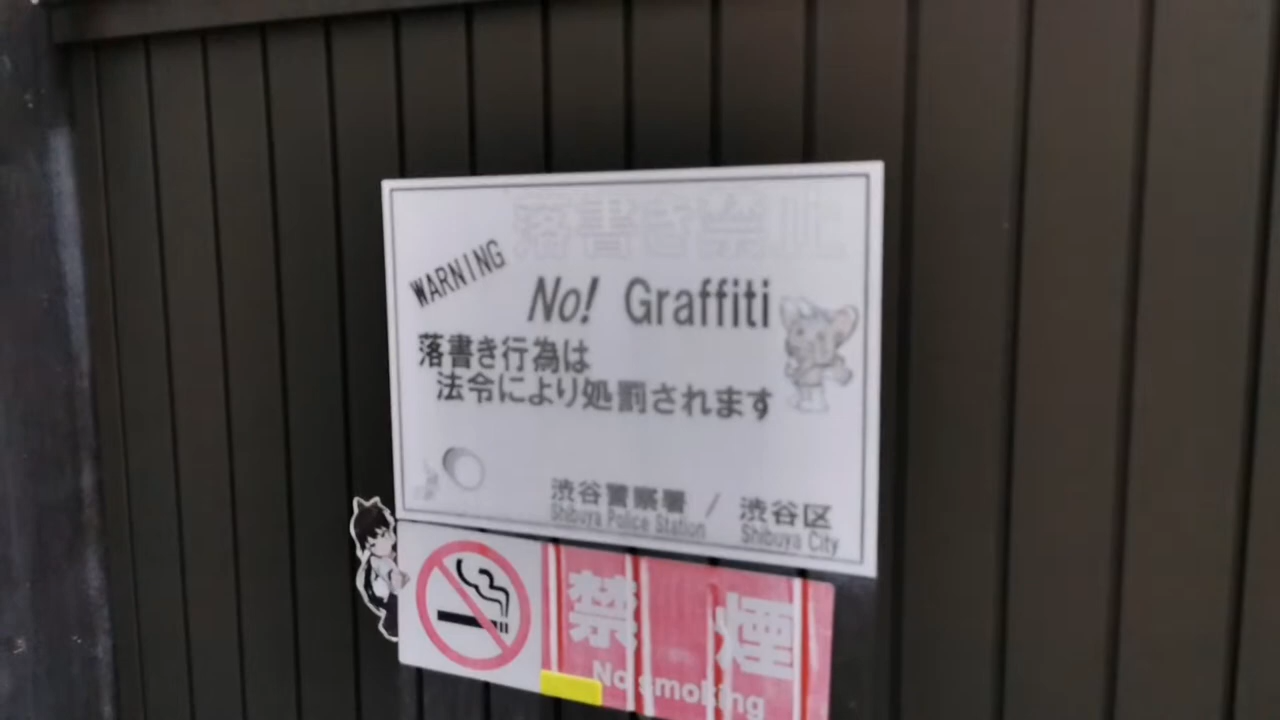 落書き禁止
WARNING
No! Graffiti
落書き行為は
法令により処罰されます
渋谷警察署 / 渋谷区
Shibuya Police Station Shibuya City
禁煙
No smoking